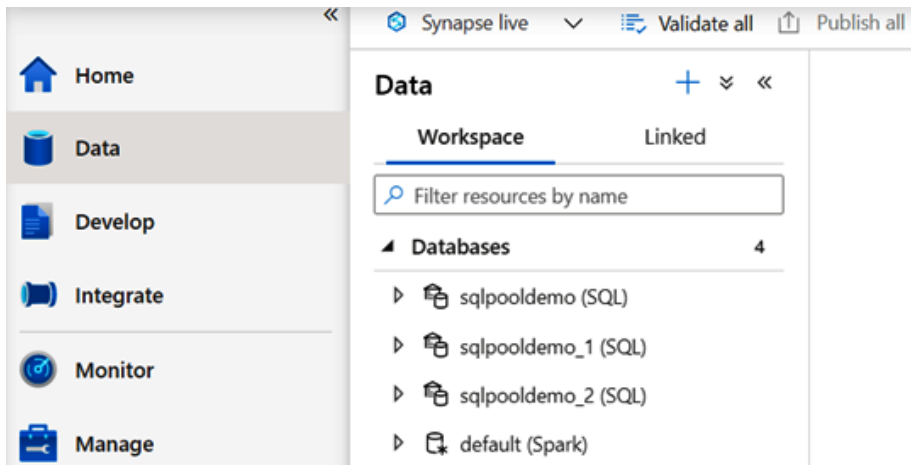 Home
Data
Develop
Integrate
Monitor
Manage
Synapse live
Validate all
Publish all
Data
Workspace
Linked
Filter resources by name
Databases 4
sqlpooldemo (SQL)
sqlpooldemo_1 (SQL)
sqlpooldemo_2 (SQL)
default (Spark)